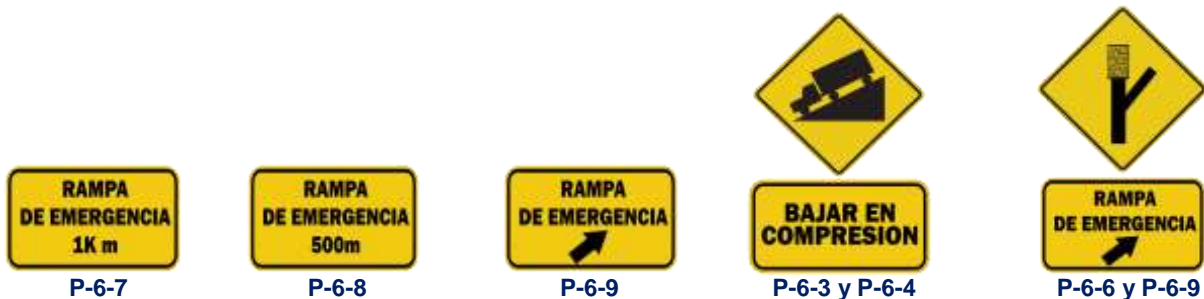 RAMPA
DE EMERGENCIA
1K m
P-6-7
RAMPA
DE EMERGENCIA
500m
P-6-8
RAMPA
DE EMERGENCIA
P-6-9
BAJAR EN
COMPRESION
P-6-3 y P-6-4
RAMPA
DE EMERGENCIA
P-6-6 y P-6-9